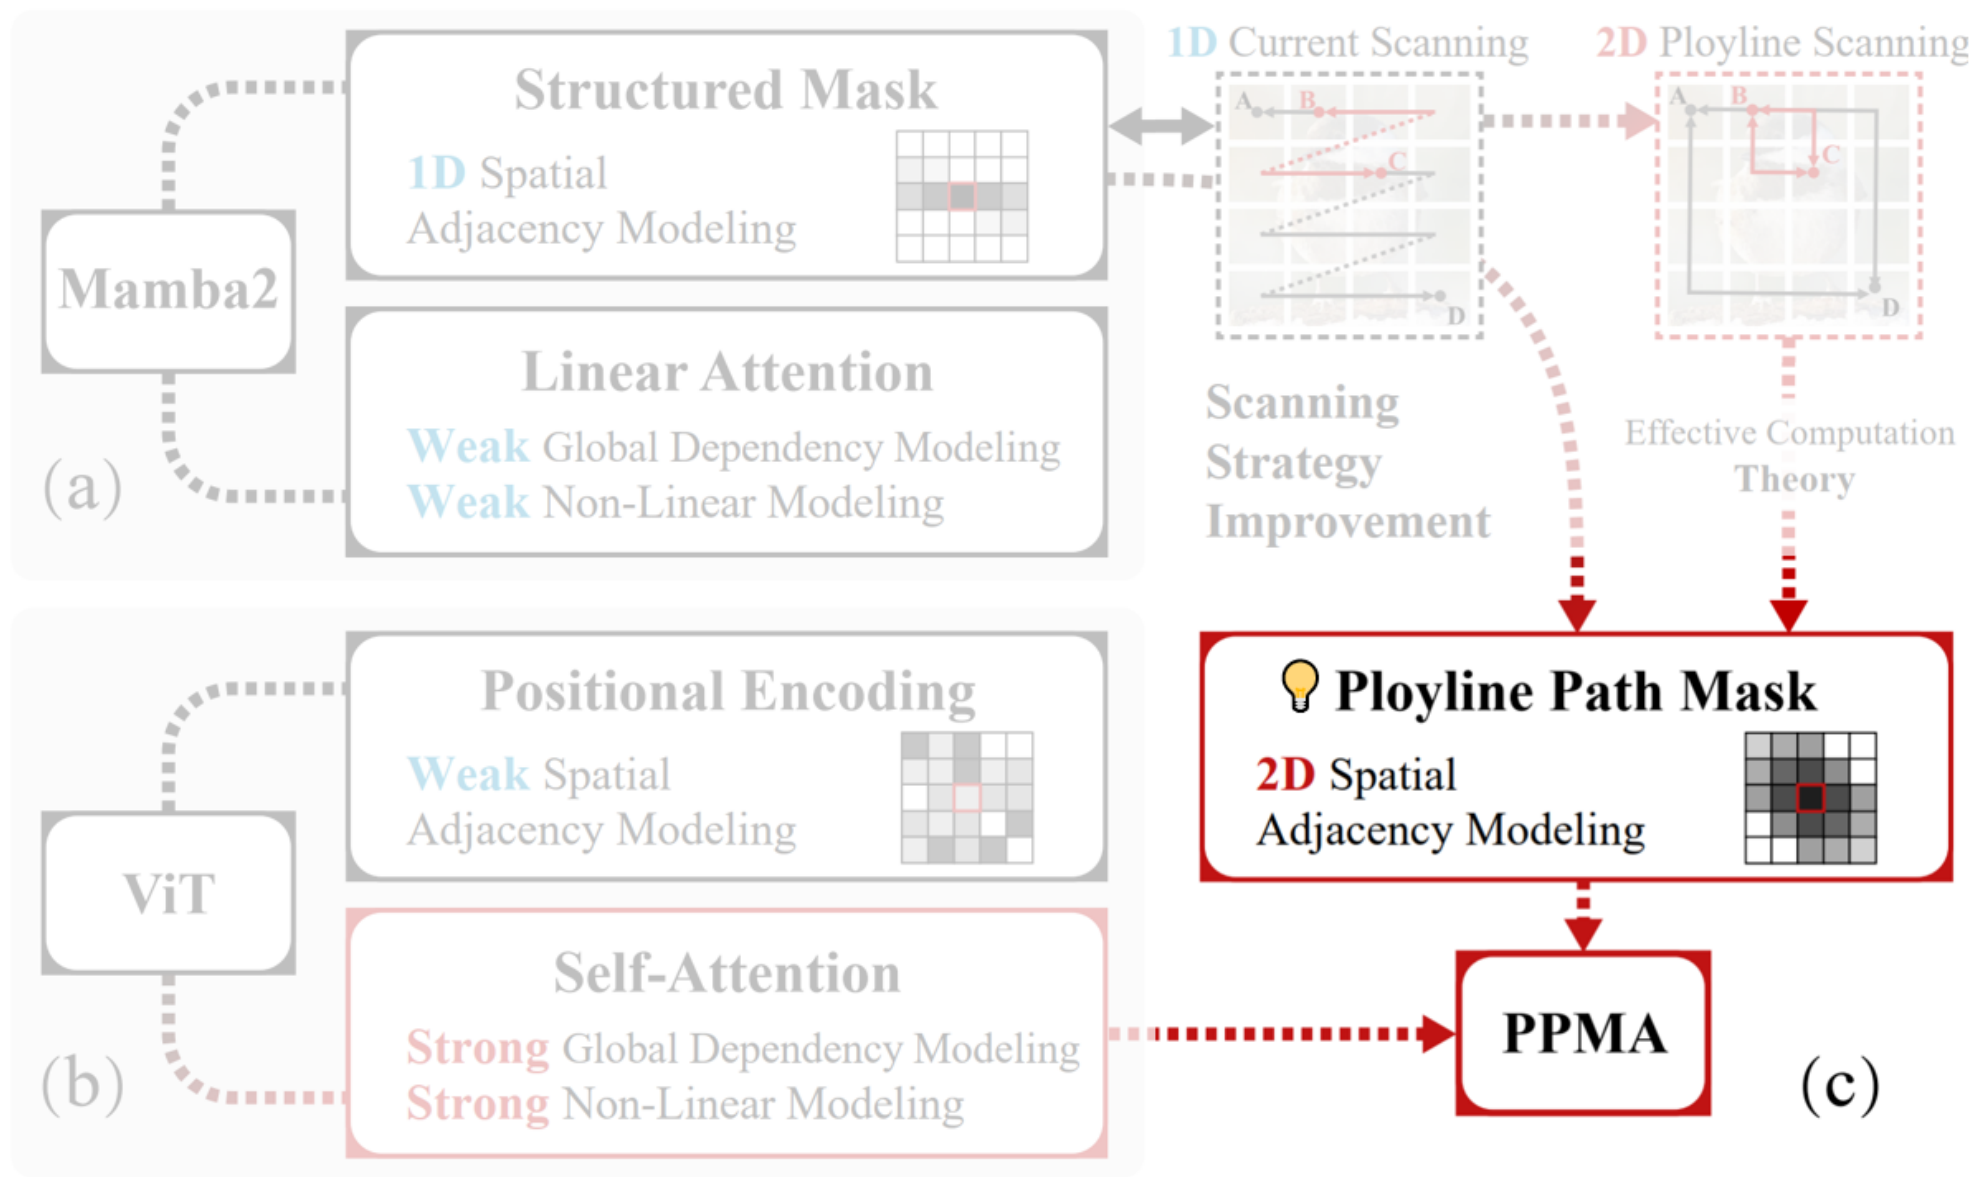 Structured Mask
1D Spatial
Adjacency Modeling
Mamba2
Linear Attention
Weak Global Dependency Modeling
Weak Non-Linear Modeling
(a)
1D Current Scanning
A
B
C
D
2D Ployline Scanning
A
B
C
D
Scanning
Strategy
Improvement
Effective Computation
Theory
Positional Encoding
Weak Spatial
Adjacency Modeling
ViT
Self-Attention
Strong Global Dependency Modeling
Strong Non-Linear Modeling
(b)
Ployline Path Mask
2D Spatial
Adjacency Modeling
PPMA
(c)